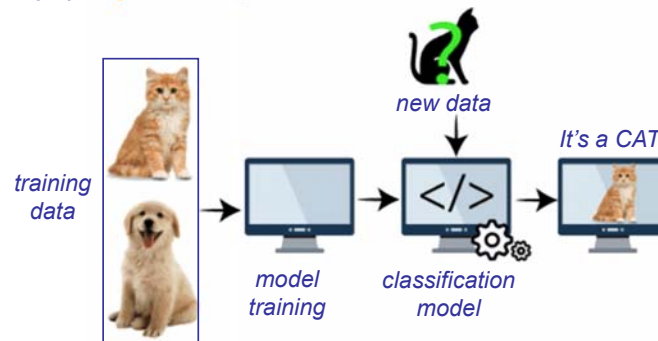 new data
It's a CAT
training
data
?
</>
model
training
classification
model